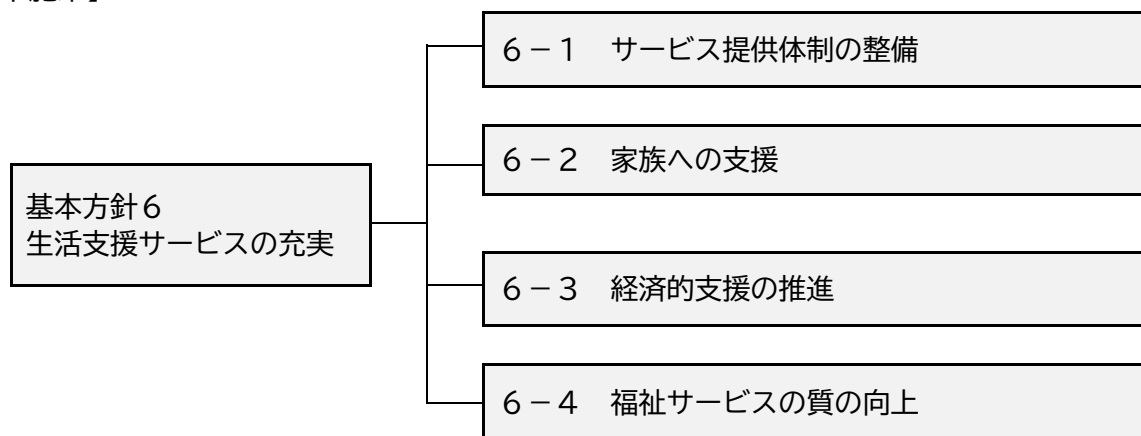 基本方針６
生活支援サービスの充実
６－１　サービス提供体制の整備
６－２　家族への支援
６－３　経済的支援の推進
６－４　福祉サービスの質の向上